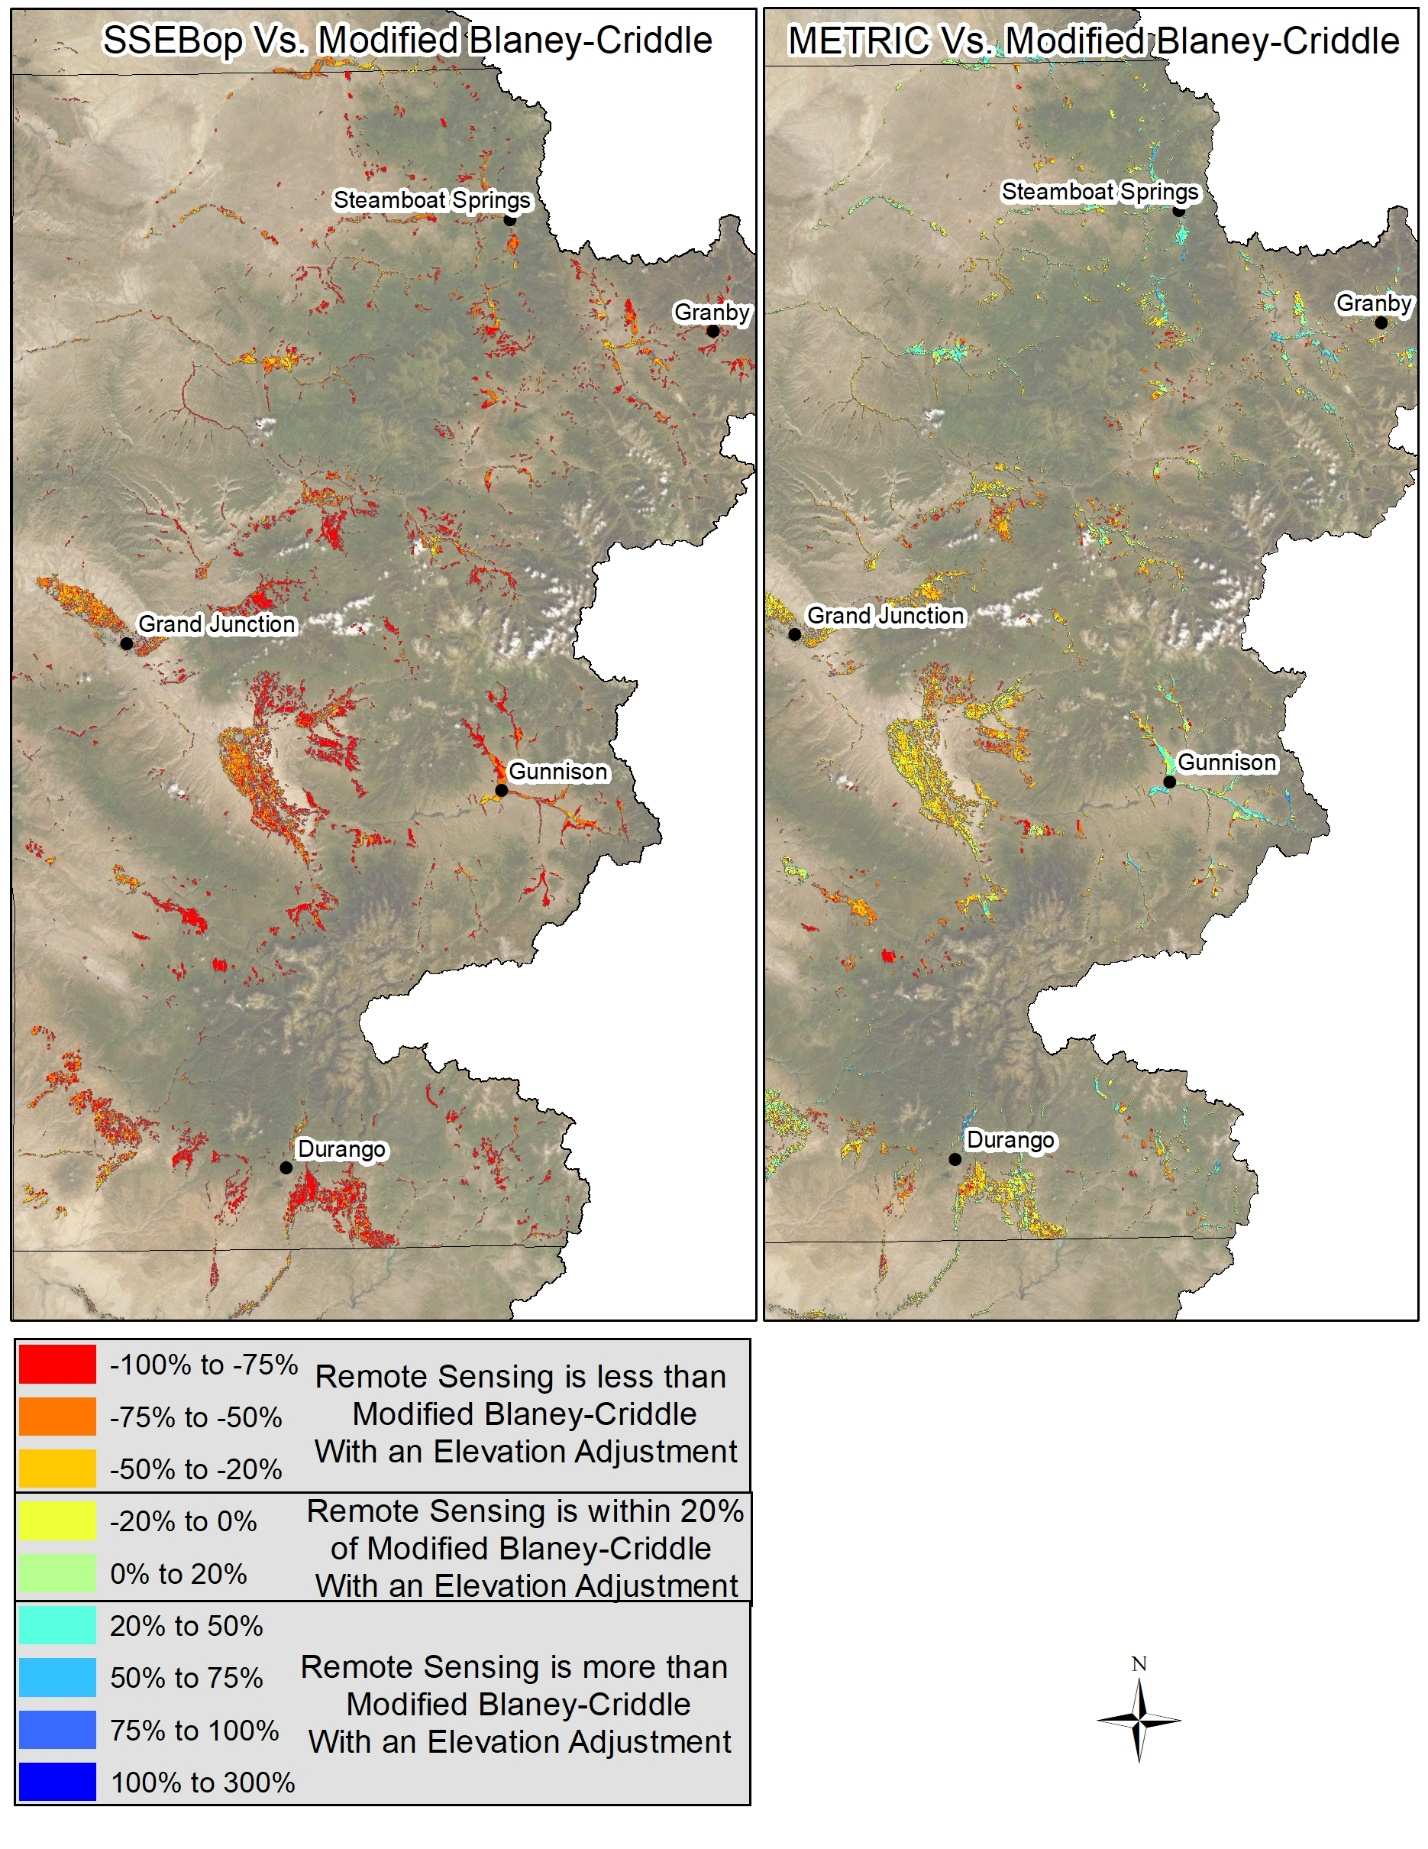 SSEBop Vs. Modified Blaney-Criddle
Steamboat Springs
Granby
Grand Junction
Gunnison
Durango
METRIC Vs. Modified Blaney-Criddle
Steamboat Springs
Granby
Grand Junction
Gunnison
Durango
-100% to -75%
-75% to -50%
-50% to -20%
Remote Sensing is less than
Modified Blaney-Criddle
With an Elevation Adjustment
-20% to 0%
0% to 20%
Remote Sensing is within 20%
of Modified Blaney-Criddle
With an Elevation Adjustment
20% to 50%
50% to 75%
75% to 100%
100% to 300%
Remote Sensing is more than
Modified Blaney-Criddle
With an Elevation Adjustment
N